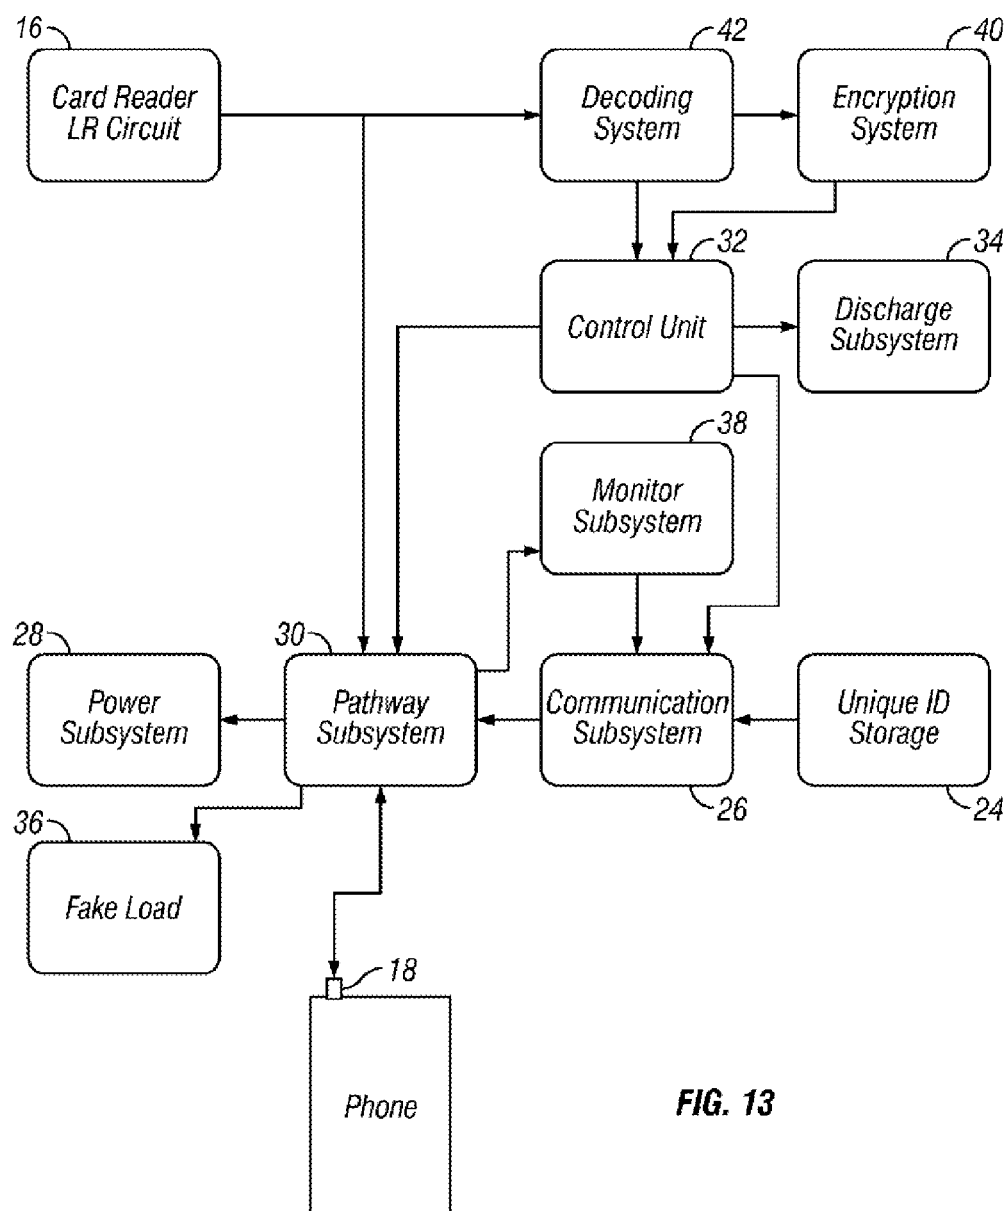 16
Card Reader
LR Circuit
42
Decoding
System
40
Encryption
System
32
Control Unit
34
Discharge
Subsystem
38
Monitor
Subsystem
28
Power
Subsystem
30
Pathway
Subsystem
Communication
Subsystem
26
Unique ID
Storage
24
36
Fake Load
18
Phone
FIG. 13